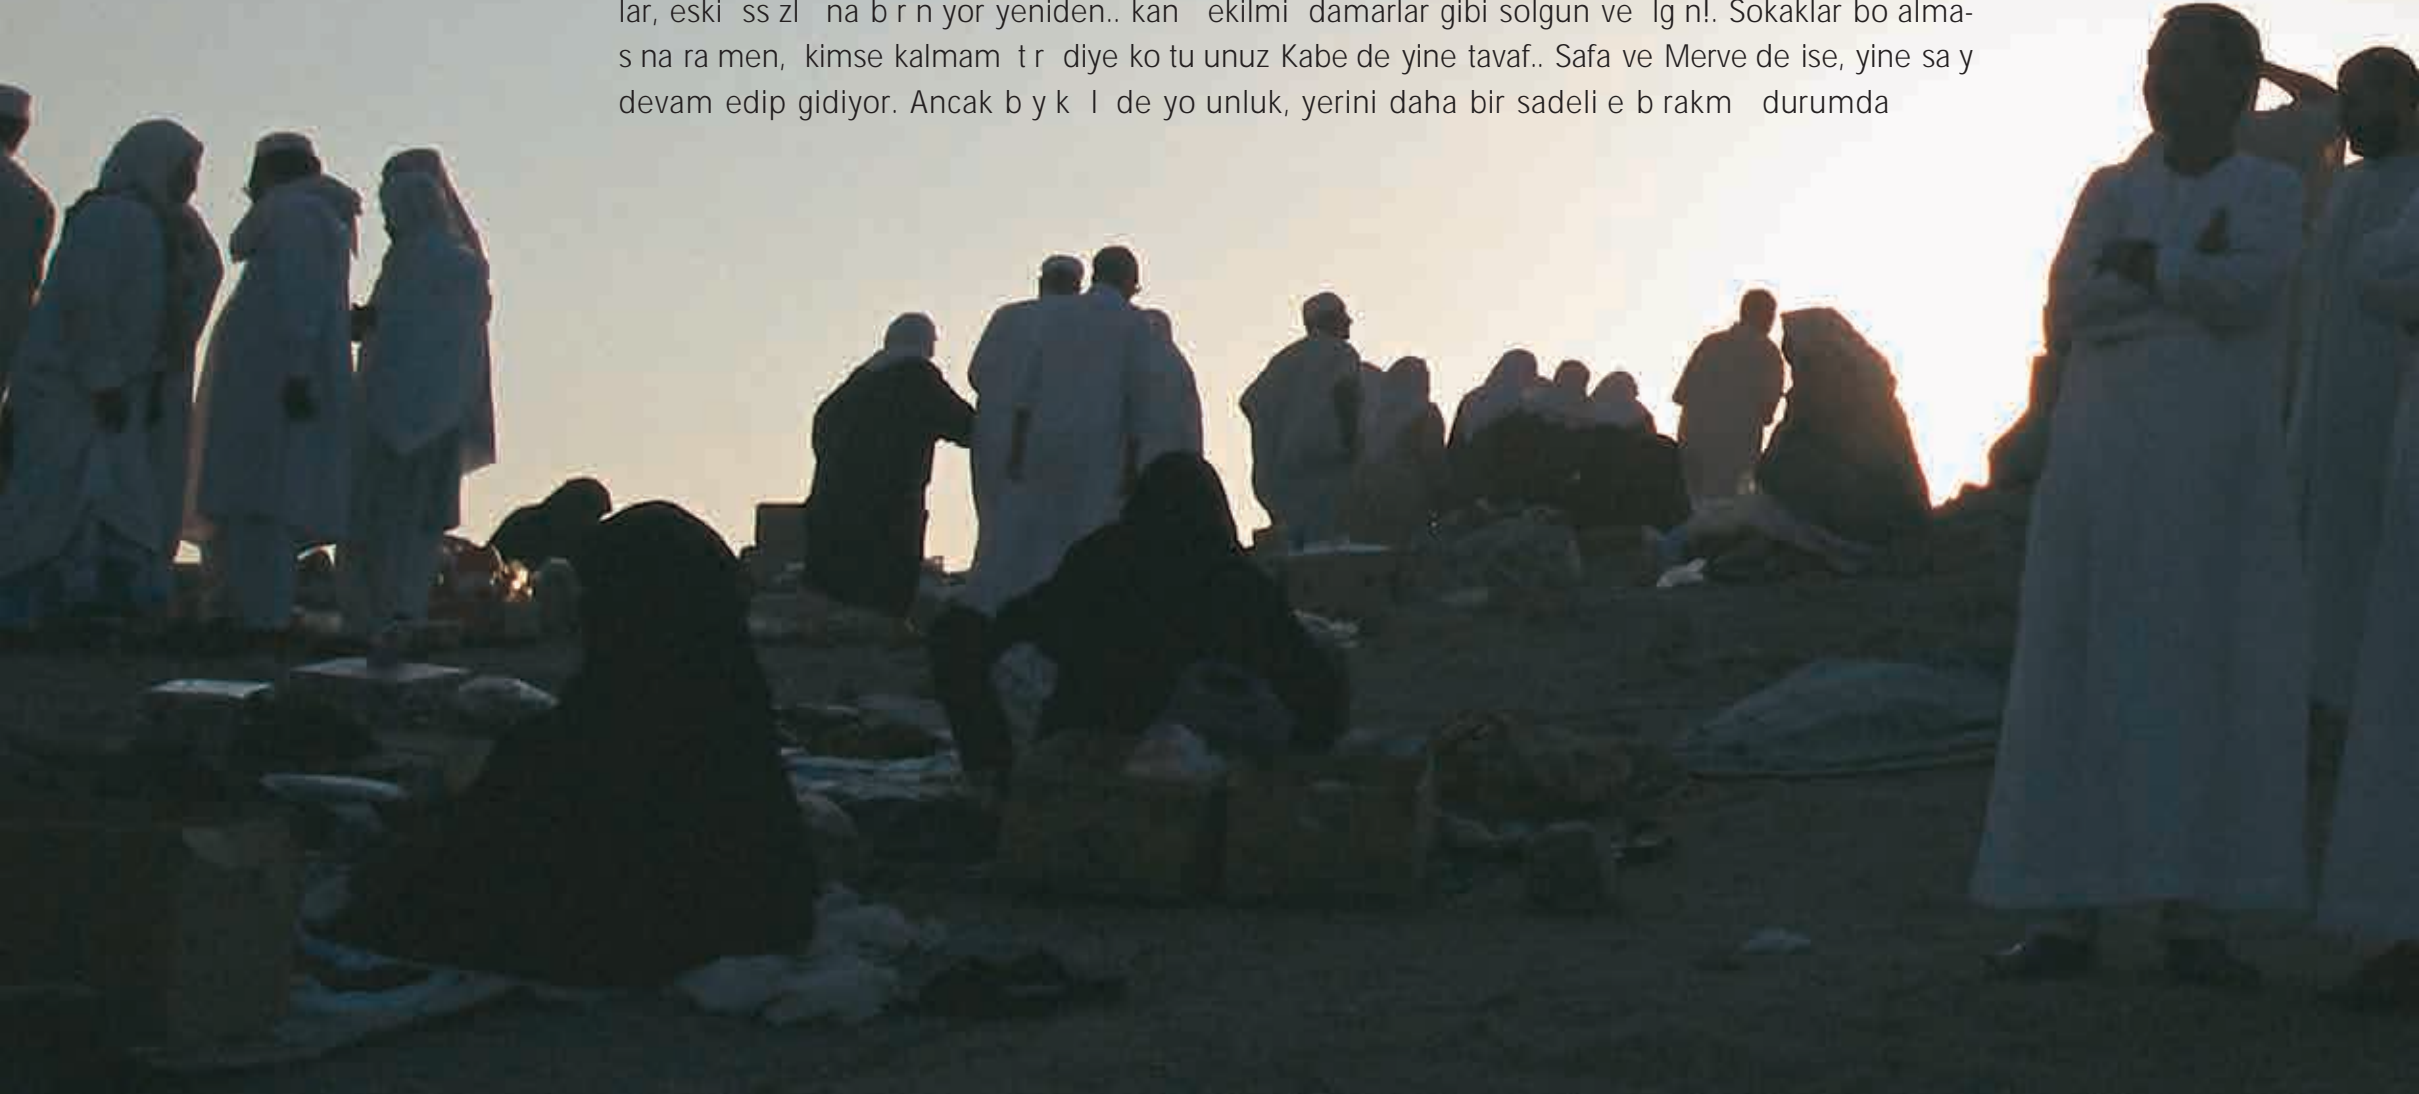 lar, eski ss zl na b r n yor yeniden.. kan ekilmi damarlar gibi solgun ve lg n!. Sokaklar bo alma-
s na ra men, kimse kalmam t r diye ko tu unuz Kabe de yine tavaf.. Safa ve Merve de ise, yine sa y
devam edip gidiyor. Ancak b y k l de yo unluk, yerini daha bir sadeli e b rakm durumda